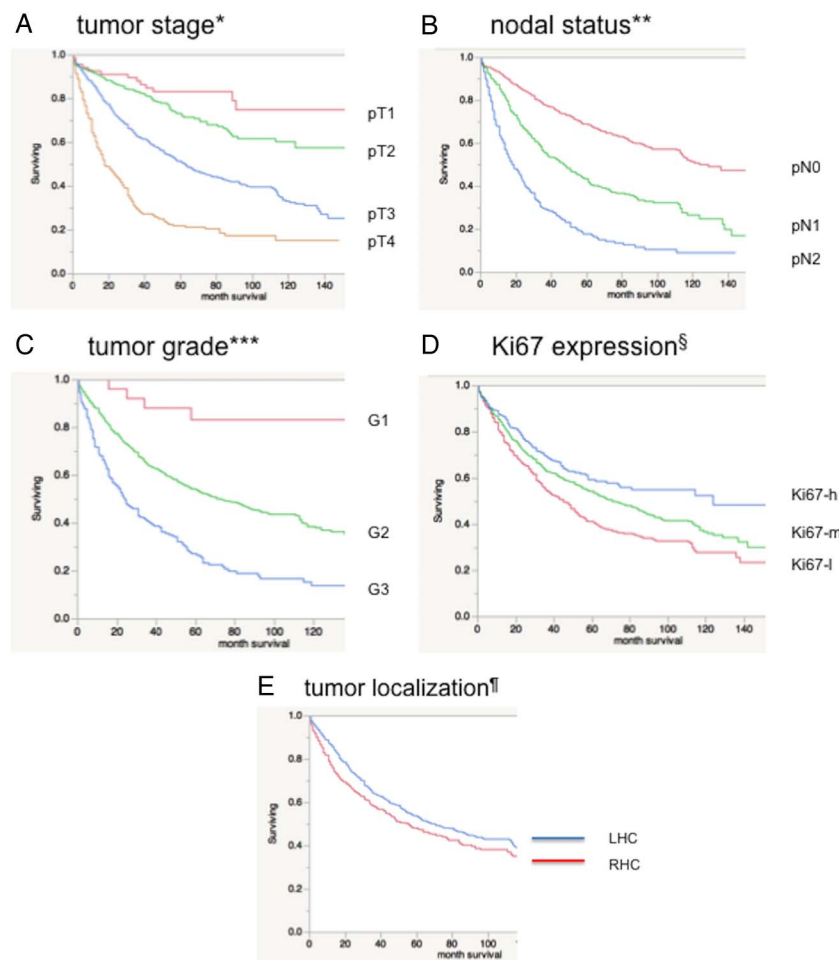 A tumor stage*
1.0
0.8
0.6
0.4
0.2
0.0
Surviving
0 20 40 60 80 100 120 140
month survival
pT1
pT2
pT3
pT4
B nodal status**
1.0
0.8
0.6
0.4
0.2
0.0
Surviving
0 20 40 60 80 100 120 140
month survival
pN0
pN1
pN2
C tumor grade***
1.0
0.8
0.6
0.4
0.2
0.0
Surviving
0 20 40 60 80 100 120
month survival
G1
G2
G3
D Ki67 expression§
1.0
0.8
0.6
0.4
0.2
0.0
Surviving
0 20 40 60 80 100 120 140
month survival
Ki67-h
Ki67-m
Ki67-l
E tumor localization¶
1.0
0.8
0.6
0.4
0.2
0.0
Surviving
0 20 40 60 80 100
month survival
LHC
RHC